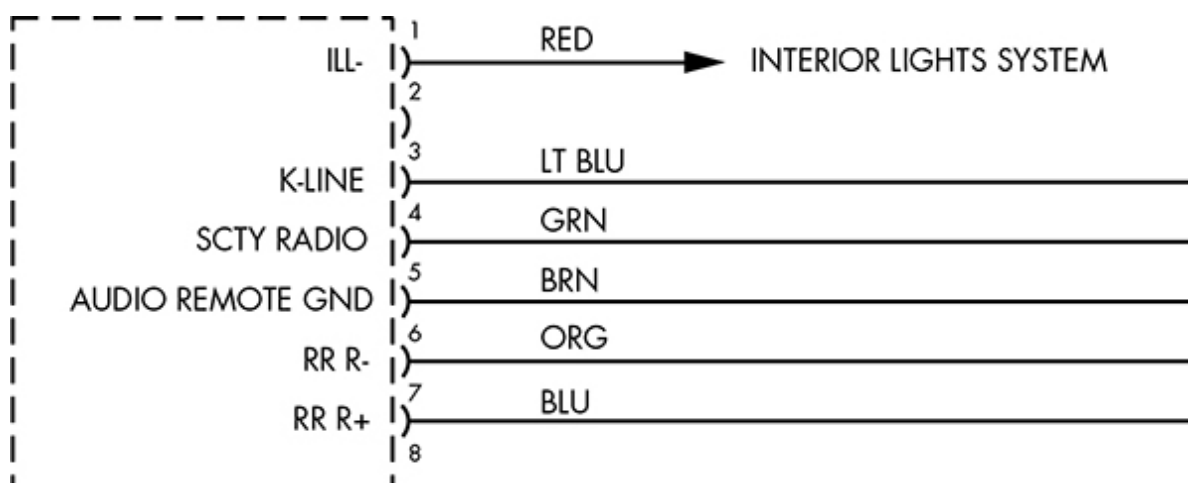 1
ILL- RED INTERIOR LIGHTS SYSTEM
2
3
K-LINE LT BLU
4
SCTY RADIO GRN
5
AUDIO REMOTE GND BRN
6
RR R- ORG
7
RR R+ BLU
8